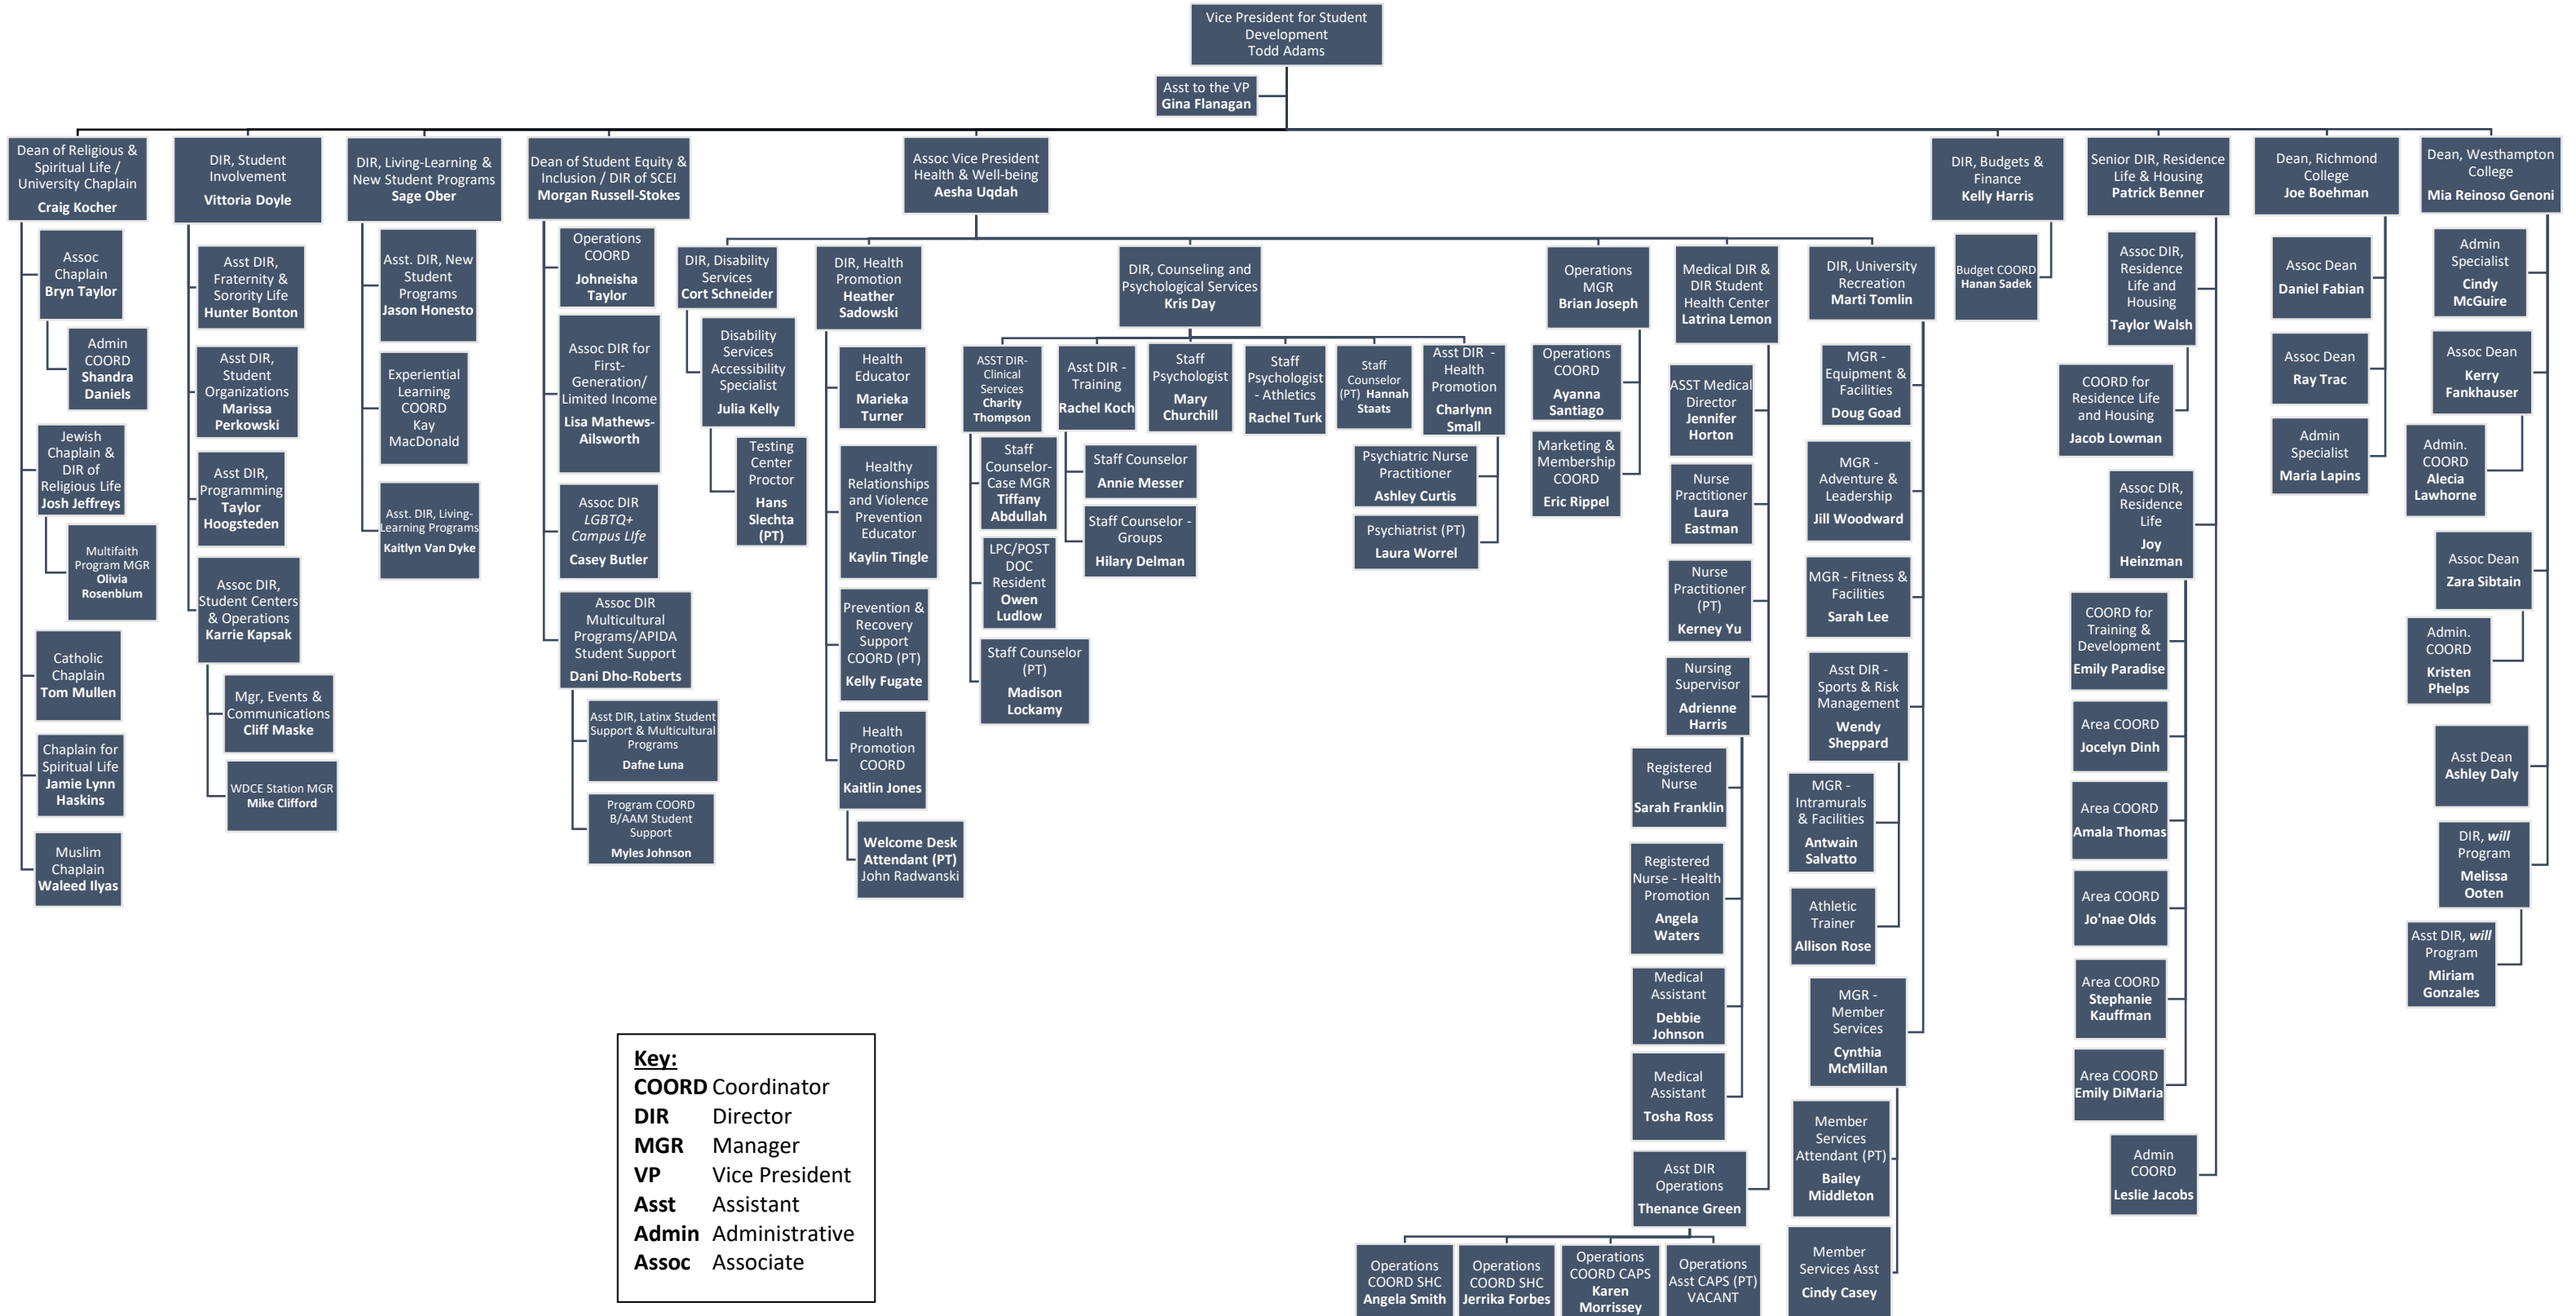 Vice President for Student
Development
Todd Adams
Asst to the VP
Gina Flanagan
Dean of Religious &
Spiritual Life /
University Chaplain
Craig Kocher
Assoc
Chaplain
Bryn Taylor
Admin
COORD
Shandra
Daniels
Jewish
Chaplain &
DIR of
Religious Life
Josh Jeffreys
Multifaith
Program MGR
Olivia
Rosenblum
Catholic
Chaplain
Tom Mullen
Chaplain for
Spiritual Life
Jamie Lynn
Haskins
Muslim
Chaplain
Waleed Ilyas
DIR, Student
Involvement
Vittoria Doyle
Asst DIR,
Fraternity &
Sorority Life
Hunter Bonton
Asst DIR,
Student
Organizations
Marissa
Perkowski
Asst DIR,
Programming
Taylor
Hoogsteden
Assoc DIR,
Student Centers
& Operations
Karrie Kapsak
Mgr, Events &
Communications
Cliff Maske
WDCE Station MGR
Mike Clifford
DIR, Living-Learning &
New Student Programs
Sage Ober
Asst. DIR, New
Student
Programs
Jason Honesto
Experiential
Learning
COORD
Kay
MacDonald
Asst. DIR, Living-
Learning Programs
Kaitlyn Van Dyke
Dean of Student Equity &
Inclusion / DIR of SCEI
Morgan Russell-Stokes
Operations
COORD
Johneisha
Taylor
Assoc DIR for
First-
Generation/
Limited Income
Lisa Mathews-
Ailsworth
Assoc DIR
LGBTQ+
Campus LIfe
Casey Butler
Assoc DIR
Multicultural
Programs/APIDA
Student Support
Dani Dho-Roberts
Asst DIR, Latinx Student
Support & Multicultural
Programs
Dafne Luna
Program COORD
B/AAM Student
Support
Myles Johnson
Assoc Vice President
Health & Well-being
Aesha Uqdah
DIR, Disability
Services
Cort Schneider
Disability
Services
Accessibility
Specialist
Julia Kelly
Testing
Center
Proctor
Hans
Slechta
(PT)
DIR, Health
Promotion
Heather
Sadowski
Health
Educator
Marieka
Turner
Healthy
Relationships
and Violence
Prevention
Educator
Kaylin Tingle
Prevention &
Recovery
Support
COORD (PT)
Kelly Fugate
Health
Promotion
COORD
Kaitlin Jones
Welcome Desk
Attendant (PT)
John Radwanski
DIR, Counseling and
Psychological Services
Kris Day
ASST DIR-
Clinical
Services
Charity
Thompson
Staff
Counselor-
Case MGR
Tiffany
Abdullah
LPC/POST
DOC
Resident
Owen
Ludlow
Staff Counselor
(PT)
Madison
Lockamy
Asst DIR -
Training
Rachel Koch
Staff Counselor
Annie Messer
Staff Counselor -
Groups
Hilary Delman
Staff
Psychologist
Mary
Churchill
Staff
Psychologist
- Athletics
Rachel Turk
Staff
Counselor
(PT) Hannah
Staats
Asst DIR -
Health
Promotion
Charlynn
Small
Psychiatric Nurse
Practitioner
Ashley Curtis
Psychiatrist (PT)
Laura Worrel
Operations
MGR
Brian Joseph
Operations
COORD
Ayanna
Santiago
Marketing &
Membership
COORD
Eric Rippel
Medical DIR &
DIR Student
Health Center
Latrina Lemon
ASST Medical
Director
Jennifer
Horton
Nurse
Practitioner
Laura
Eastman
Nurse
Practitioner
(PT)
Kerney Yu
Nursing
Supervisor
Adrienne
Harris
Registered
Nurse
Sarah Franklin
Registered
Nurse - Health
Promotion
Angela
Waters
Medical
Assistant
Debbie
Johnson
Medical
Assistant
Tosha Ross
Asst DIR
Operations
Thenance Green
Operations
COORD SHC
Angela Smith
Operations
COORD SHC
Jerrika Forbes
Operations
COORD CAPS
Karen
Morrissey
Operations
Asst CAPS (PT)
VACANT
DIR, University
Recreation
Marti Tomlin
MGR -
Equipment &
Facilities
Doug Goad
MGR -
Adventure &
Leadership
Jill Woodward
MGR - Fitness &
Facilities
Sarah Lee
Asst DIR -
Sports & Risk
Management
Wendy
Sheppard
MGR -
Intramurals
& Facilities
Antwain
Salvatto
Athletic
Trainer
Allison Rose
MGR -
Member
Services
Cynthia
McMillan
Member
Services
Attendant (PT)
Bailey
Middleton
Member
Services Asst
Cindy Casey
DIR, Budgets &
Finance
Kelly Harris
Budget COORD
Hanan Sadek
Senior DIR, Residence
Life & Housing
Patrick Benner
Assoc DIR,
Residence
Life and
Housing
Taylor Walsh
COORD for
Residence Life
and Housing
Jacob Lowman
Assoc DIR,
Residence
Life
Joy
Heinzman
COORD for
Training &
Development
Emily Paradise
Area COORD
Jocelyn Dinh
Area COORD
Amala Thomas
Area COORD
Jo'nae Olds
Area COORD
Stephanie
Kauffman
Area COORD
Emily DiMaria
Admin
COORD
Leslie Jacobs
Dean, Richmond
College
Joe Boehman
Assoc Dean
Daniel Fabian
Assoc Dean
Ray Trac
Admin
Specialist
Maria Lapins
Dean, Westhampton
College
Mia Reinoso Genoni
Admin
Specialist
Cindy
McGuire
Assoc Dean
Kerry
Fankhauser
Admin.
COORD
Alecia
Lawhorne
Assoc Dean
Zara Sibtain
Admin.
COORD
Kristen
Phelps
Asst Dean
Ashley Daly
DIR, will
Program
Melissa
Ooten
Asst DIR, will
Program
Miriam
Gonzales
Key:
COORD Coordinator
DIR Director
MGR Manager
VP Vice President
Asst Assistant
Admin Administrative
Assoc Associate